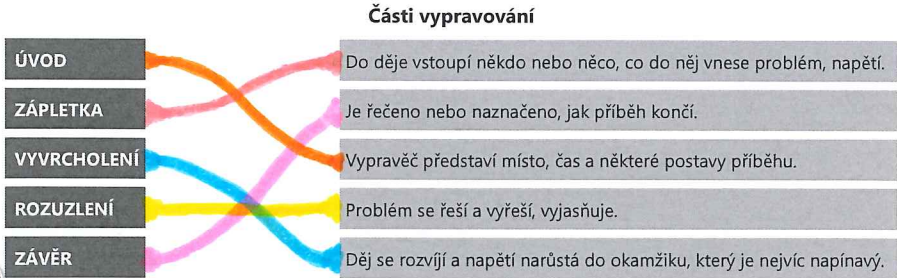 Části vypravování
ÚVOD
Do děje vstoupí někdo nebo něco, co do něj vnese problém, napětí.
ZÁPLETKA
Je řečeno nebo naznačeno, jak příběh končí.
VYVRCHOLENÍ
Vypravěč představí místo, čas a některé postavy příběhu.
ROZUZLENÍ
Problém se řeší a vyřeší, vyjasňuje.
ZÁVĚR
Děj se rozvíjí a napětí narůstá do okamžiku, který je nejvíc napínavý.